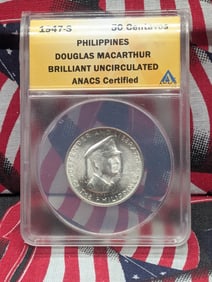 1947-S 50 Centavos
PHILIPPINES
DOUGLAS MACARTHUR
BRILLIANT UNCIRCULATED
ANACS Certified